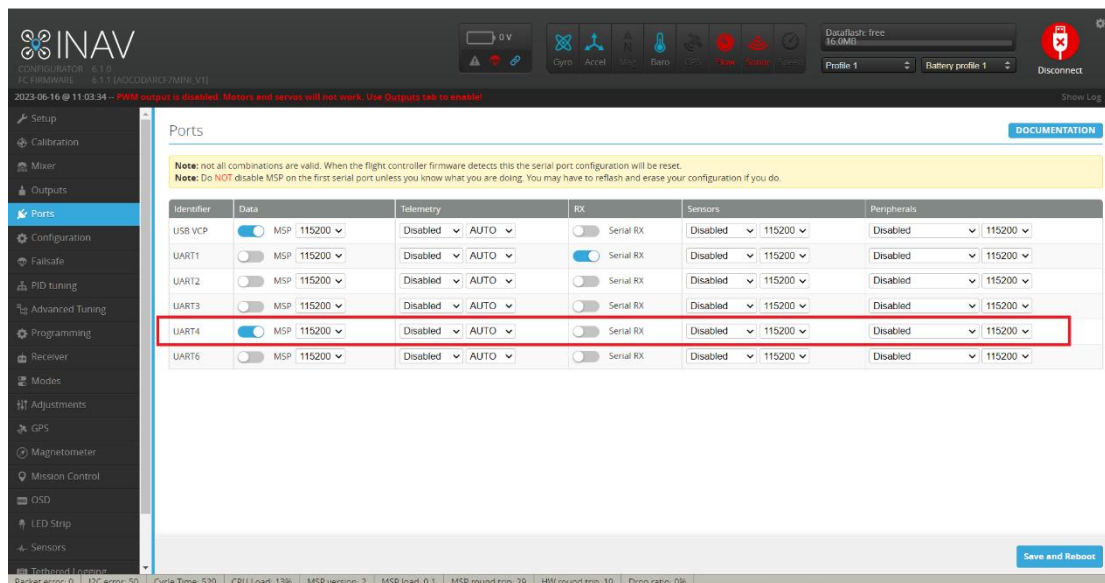 INAV
CONFIGURATOR 6.1.0
FC FIRMWARE 6.1.1 [AOCODARCF7MINI_V1]
0 V
Gyro Accel Mag Baro GPS Flow Sonar Speed
Dataflash: free
16.0MB
Profile 1 Battery profile 1
Disconnect
2023-06-16 @ 11:03:34 -- PWM output is disabled. Motors and servos will not work. Use Outputs tab to enable!
Show Log
Setup
Calibration
Mixer
Outputs
Ports
Configuration
Failsafe
PID tuning
Advanced Tuning
Programming
Receiver
Modes
Adjustments
GPS
Magnetometer
Mission Control
OSD
LED Strip
Sensors
Tethered Logging
Ports
DOCUMENTATION
Note: not all combinations are valid. When the flight controller firmware detects this the serial port configuration will be reset.
Note: Do NOT disable MSP on the first serial port unless you know what you are doing. You may have to reflash and erase your configuration if you do.
Identifier Data Telemetry RX Sensors Peripherals
USB VCP MSP 115200 Disabled AUTO Serial RX Disabled 115200 Disabled 115200
UART1 MSP 115200 Disabled AUTO Serial RX Disabled 115200 Disabled 115200
UART2 MSP 115200 Disabled AUTO Serial RX Disabled 115200 Disabled 115200
UART3 MSP 115200 Disabled AUTO Serial RX Disabled 115200 Disabled 115200
UART4 MSP 115200 Disabled AUTO Serial RX Disabled 115200 Disabled 115200
UART6 MSP 115200 Disabled AUTO Serial RX Disabled 115200 Disabled 115200
Save and Reboot
Packet error: 0 I2C error: 50 Cycle Time: 520 CPU Load: 13% MSP version: 2 MSP load: 0.1 MSP round trip: 29 HW round trip: 10 Drop ratio: 0%